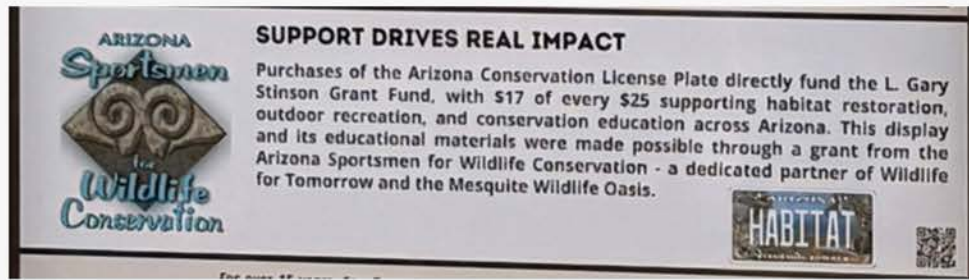 ARIZONA
Sportsmen
for
Wildlife
Conservation
SUPPORT DRIVES REAL IMPACT
Purchases of the Arizona Conservation License Plate directly fund the L. Gary
Stinson Grant Fund, with $17 of every $25 supporting habitat restoration,
outdoor recreation, and conservation education across Arizona. This display
and its educational materials were made possible through a grant from the
Arizona Sportsmen for Wildlife Conservation - a dedicated partner of Wildlife
for Tomorrow and the Mesquite Wildlife Oasis.
ARIZONA
HABITAT